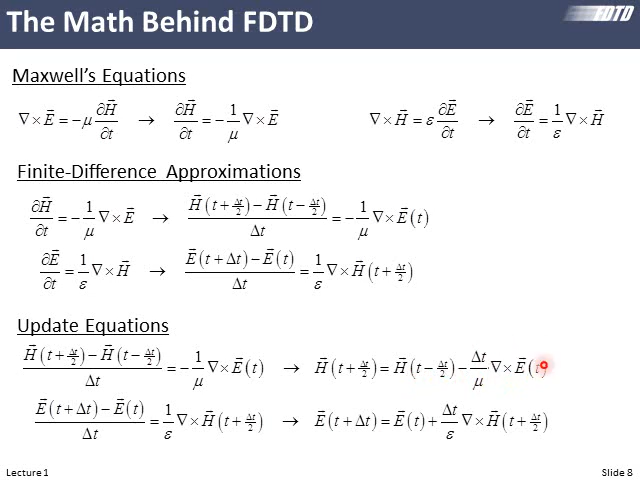 The Math Behind FDTD
FDTD
Maxwell's Equations
∇×E⃗ = −μ ∂H⃗/∂t → ∂H⃗/∂t = −(1/μ) ∇×E⃗
∇×H⃗ = ε ∂E⃗/∂t → ∂E⃗/∂t = (1/ε) ∇×H⃗
Finite-Difference Approximations
∂H⃗/∂t = −(1/μ) ∇×E⃗ → (H⃗(t+Δt/2) − H⃗(t−Δt/2))/Δt = −(1/μ) ∇×E⃗(t)
∂E⃗/∂t = (1/ε) ∇×H⃗ → (E⃗(t+Δt) − E⃗(t))/Δt = (1/ε) ∇×H⃗(t+Δt/2)
Update Equations
(H⃗(t+Δt/2) − H⃗(t−Δt/2))/Δt = −(1/μ) ∇×E⃗(t) → H⃗(t+Δt/2) = H⃗(t−Δt/2) − (Δt/μ) ∇×E⃗(t)
(E⃗(t+Δt) − E⃗(t))/Δt = (1/ε) ∇×H⃗(t+Δt/2) → E⃗(t+Δt) = E⃗(t) + (Δt/ε) ∇×H⃗(t+Δt/2)
Lecture 1
Slide 8